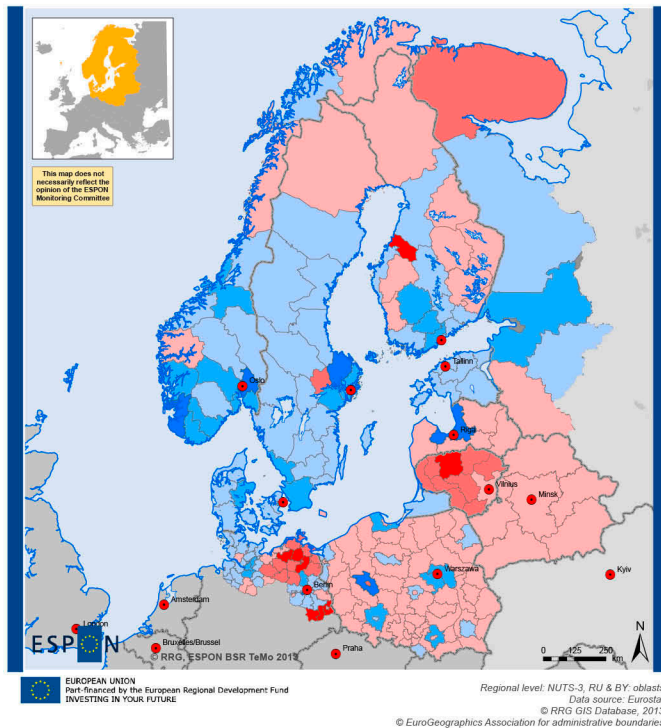 This map does not
necessarily reflect the
opinion of the ESPON
Monitoring Committee
Oslo
Tallinn
Riga
Vilnius
Minsk
Berlin
Warszawa
Kyiv
Amsterdam
London
Bruxelles/Brussel
Praha
ESPON
© RRG, ESPON BSR TeMo 2013
N
0 125 250
km
EUROPEAN UNION
Part-financed by the European Regional Development Fund
INVESTING IN YOUR FUTURE
Regional level: NUTS-3, RU & BY: oblasts
Data source: Eurosta
© RRG GIS Database, 2013
© EuroGeographics Association for administrative boundaries